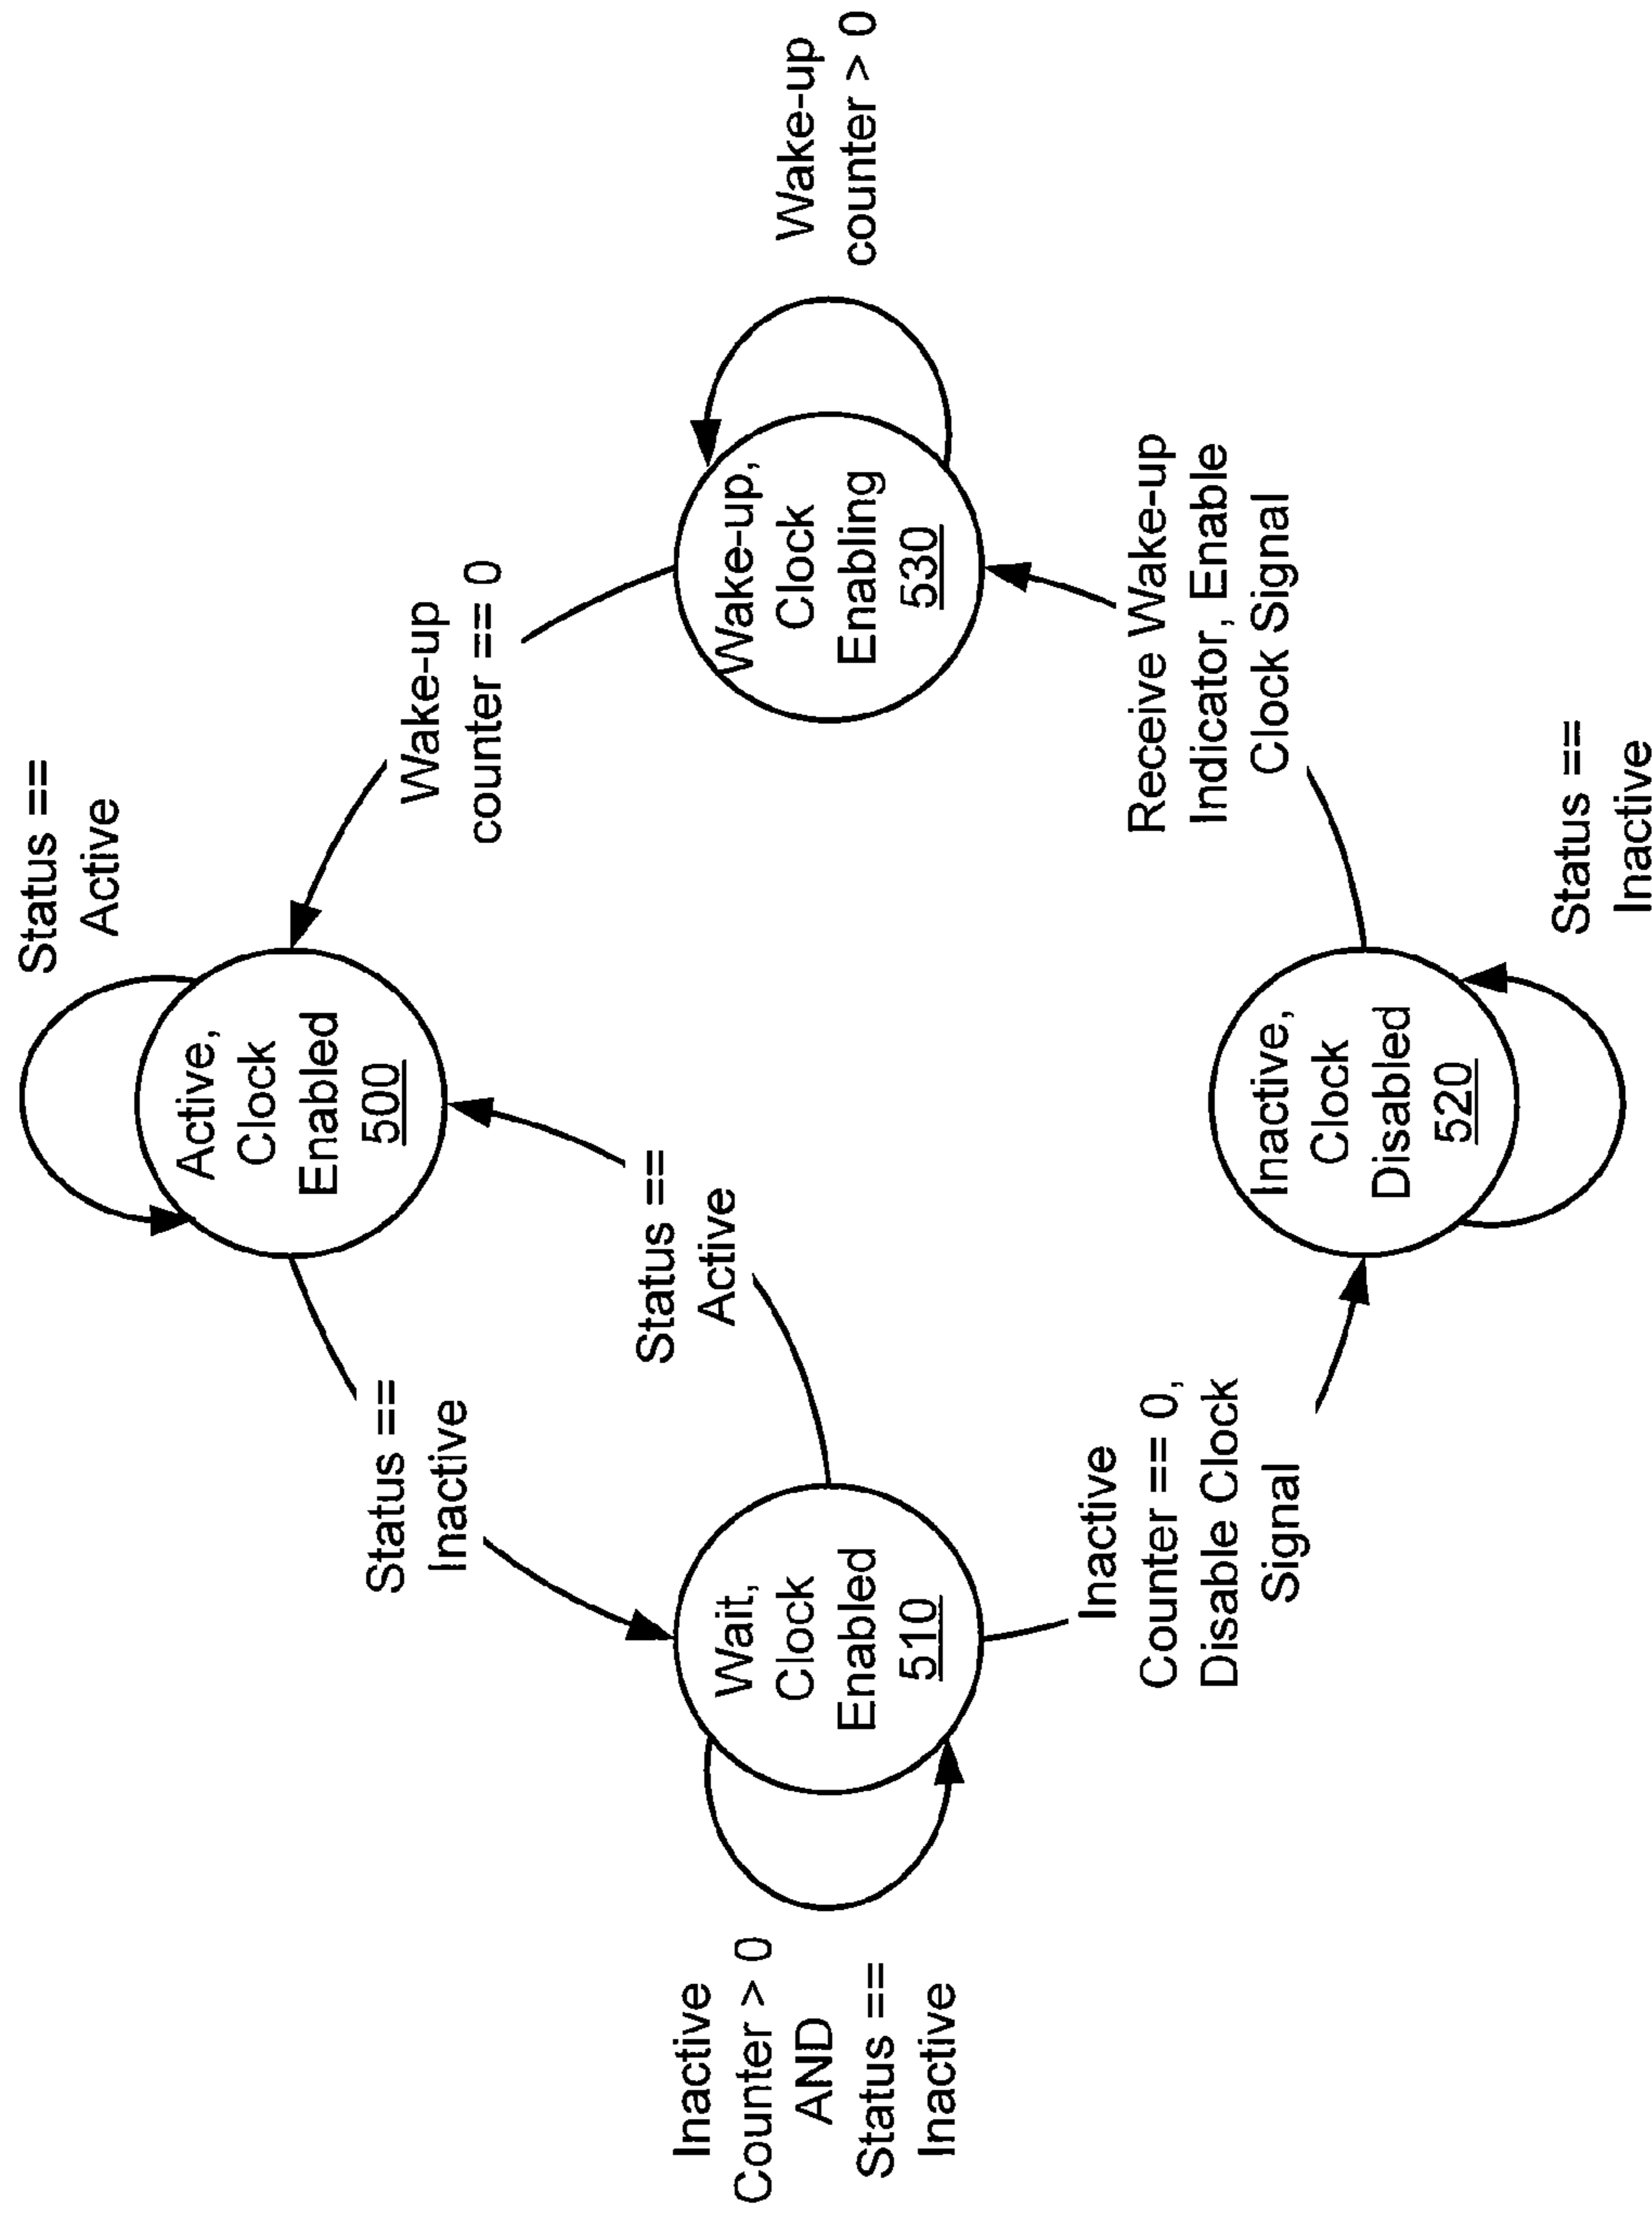 Status ==
Active
Active,
Clock
Enabled
500
Status ==
Inactive
Wake-up
counter == 0
Status ==
Active
Inactive
Counter > 0
AND
Status ==
Inactive
Wait,
Clock
Enabled
510
Wake-up,
Clock
Enabling
530
Wake-up
counter > 0
Inactive
Counter == 0,
Disable Clock
Signal
Receive Wake-up
Indicator, Enable
Clock Signal
Inactive,
Clock
Disabled
520
Status ==
Inactive